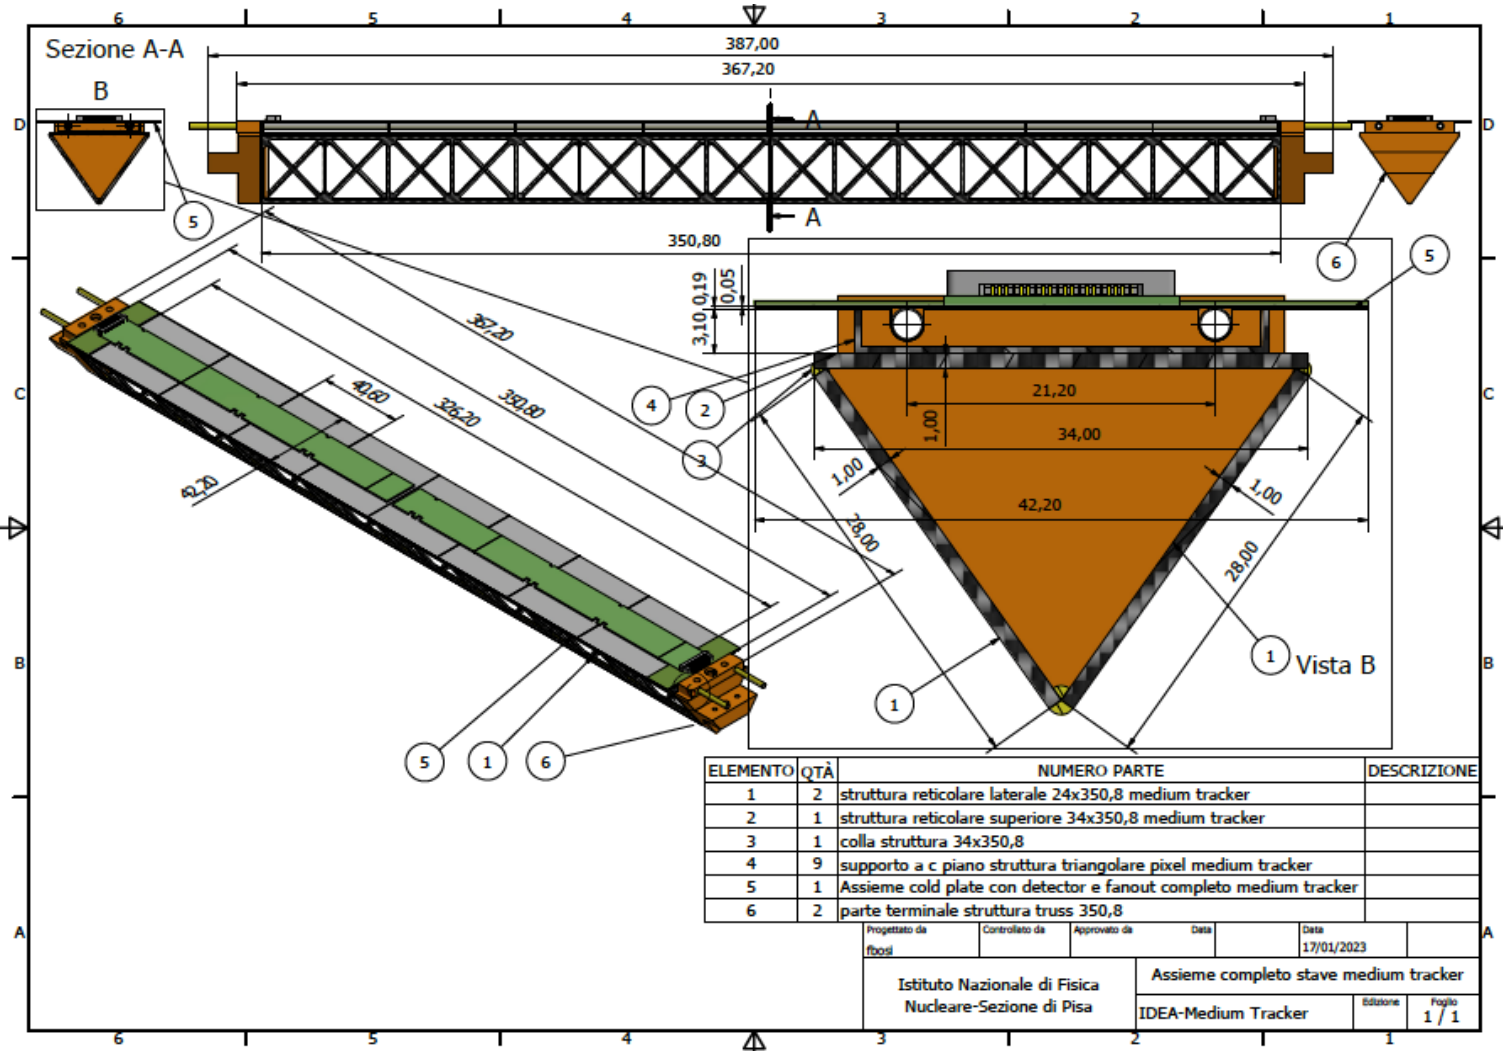 6 5 4 3 2 1
Sezione A-A
387,00
367,20
B
D
D
A
A
5
350,80
6
5
3,10 0,19
0,05
367,20
350,80
326,20
40,60
42,20
C
C
4
2
3
21,20
1,00
34,00
1,00
1,00
42,20
28,00
28,00
B
B
1 Vista B
1
5 1 6
ELEMENTO QTÀ NUMERO PARTE DESCRIZIONE
1 2 struttura reticolare laterale 24x350,8 medium tracker
2 1 struttura reticolare superiore 34x350,8 medium tracker
3 1 colla struttura 34x350,8
4 9 supporto a c piano struttura triangolare pixel medium tracker
5 1 Assieme cold plate con detector e fanout completo medium tracker
6 2 parte terminale struttura truss 350,8
A
A
Progettato da Controllato da Approvato da Data Data
fbosi 17/01/2023
Istituto Nazionale di Fisica
Nucleare-Sezione di Pisa
Assieme completo stave medium tracker
IDEA-Medium Tracker
Edizione Foglio
1 / 1
6 5 4 3 2 1